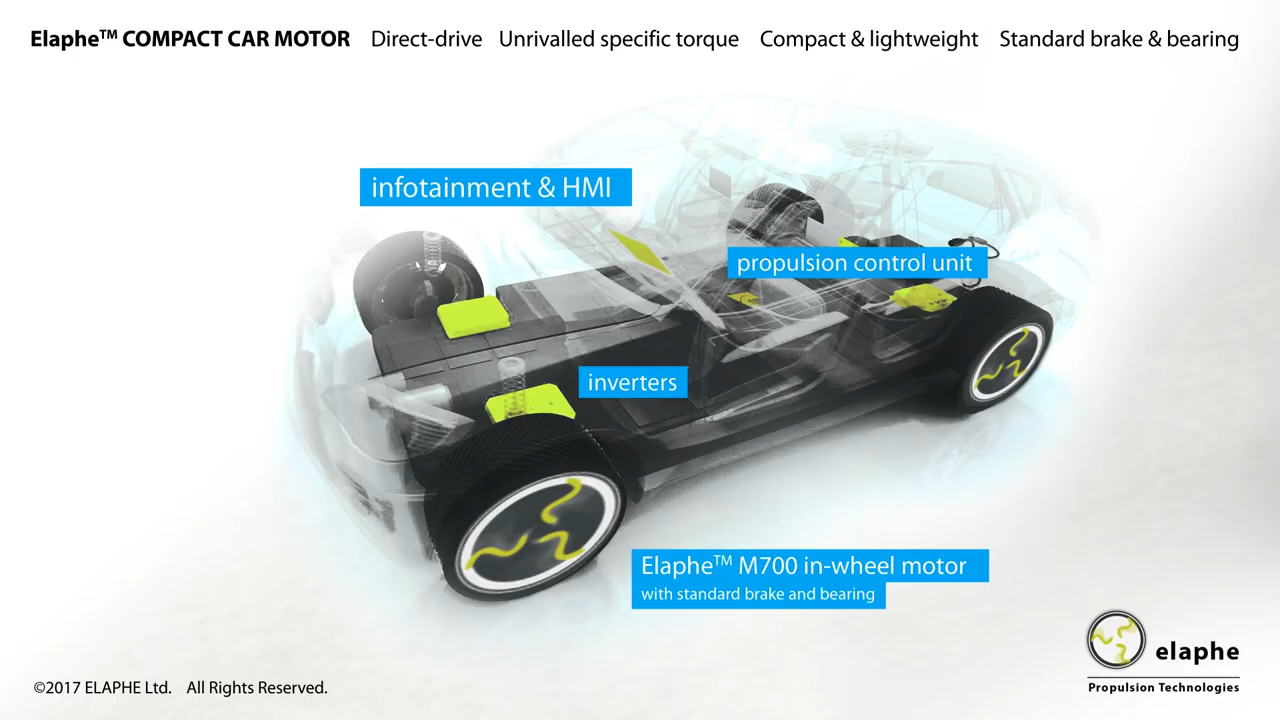 Elaphe™ COMPACT CAR MOTOR Direct-drive Unrivalled specific torque Compact & lightweight Standard brake & bearing
infotainment & HMI
propulsion control unit
inverters
Elaphe™ M700 in-wheel motor
with standard brake and bearing
elaphe
Propulsion Technologies
©2017 ELAPHE Ltd. All Rights Reserved.